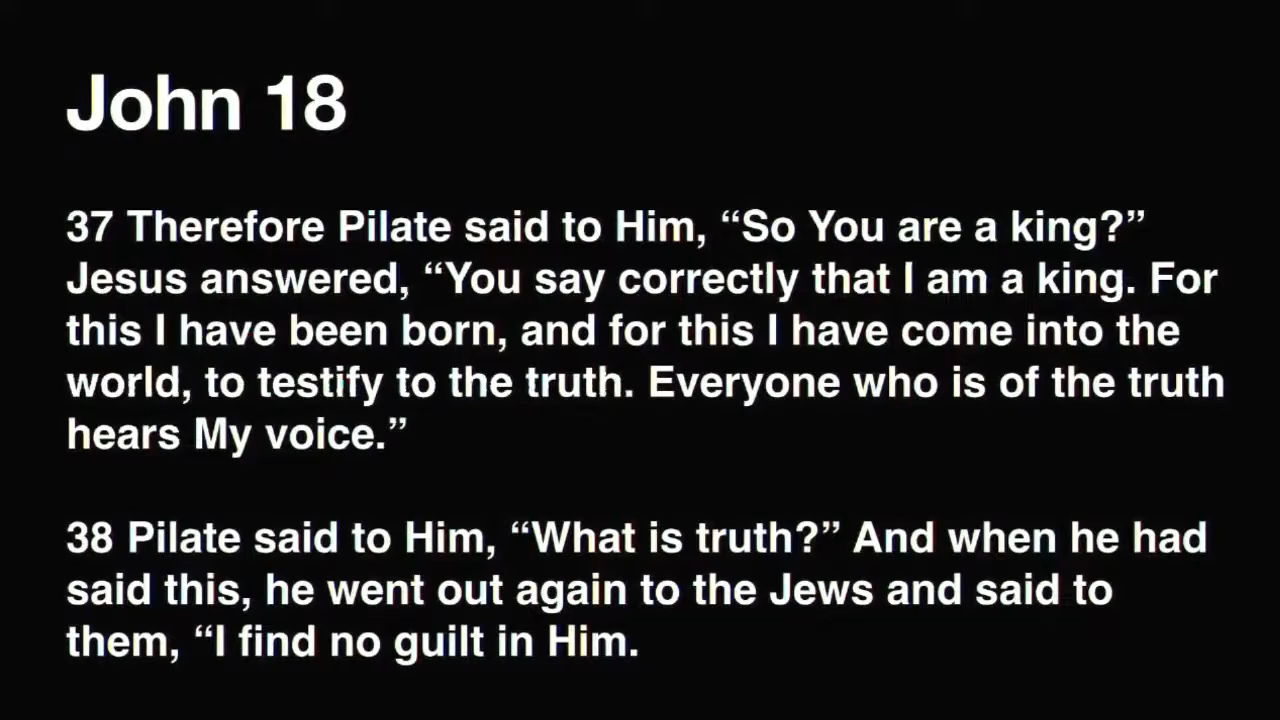 John 18
37 Therefore Pilate said to Him, “So You are a king?”
Jesus answered, “You say correctly that I am a king. For
this I have been born, and for this I have come into the
world, to testify to the truth. Everyone who is of the truth
hears My voice.”
38 Pilate said to Him, “What is truth?” And when he had
said this, he went out again to the Jews and said to
them, “I find no guilt in Him.